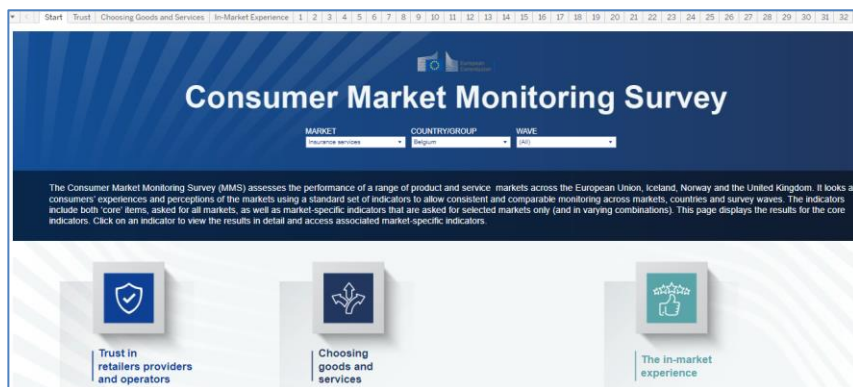 Start Trust Choosing Goods and Services In-Market Experience 1 2 3 4 5 6 7 8 9 10 11 12 13 14 15 16 17 18 19 20 21 22 23 24 25 26 27 28 29 30 31 32
European
Commission
Consumer Market Monitoring Survey
MARKET COUNTRY/GROUP WAVE
Insurance services Belgium (All)
The Consumer Market Monitoring Survey (MMS) assesses the performance of a range of product and service markets across the European Union, Iceland, Norway and the United Kingdom. It looks a
consumers' experiences and perceptions of the markets using a standard set of indicators to allow consistent and comparable monitoring across markets, countries and survey waves. The indicators
include both 'core' items, asked for all markets, as well as market-specific indicators that are asked for selected markets only (and in varying combinations). This page displays the results for the core
indicators. Click on an indicator to view the results in detail and access associated market-specific indicators.
Trust in
retailers providers
and operators
Choosing
goods and
services
The in-market
experience